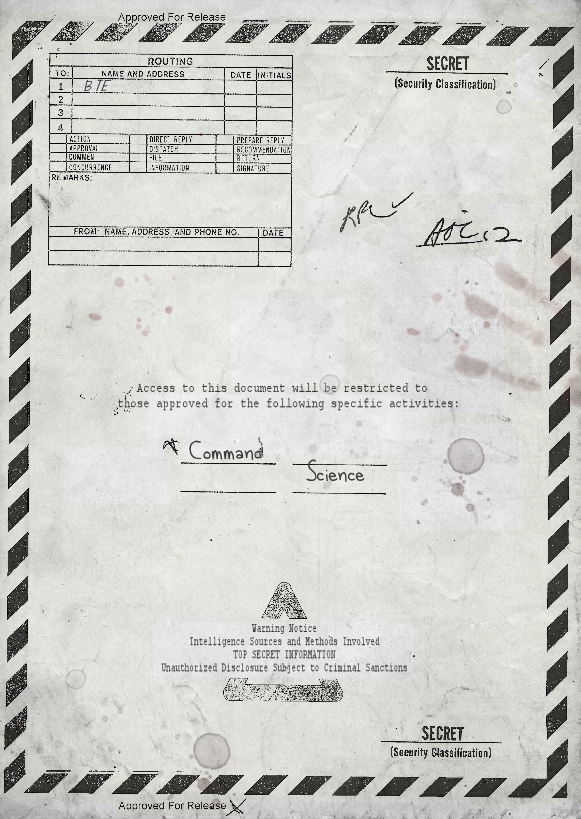 Approved For Release
ROUTING
TO: NAME AND ADDRESS DATE INITIALS
1 BTE
2
3
4
ACTION DIRECT REPLY PREPARE REPLY
APPROVAL DISPATCH RECOMMENDATION
COMMEN FILE RETURN
CONCURRENCE INFORMATION SIGNATURE
REMARKS:
FROM: NAME, ADDRESS, AND PHONE NO. DATE
SECRET
(Security Classification)
Access to this document will be restricted to
those approved for the following specific activities:
Command
Science
Warning Notice
Intelligence Sources and Methods Involved
TOP SECRET INFORMATION
Unauthorized Disclosure Subject to Criminal Sanctions
SECRET
(Security Classification)
Approved For Release